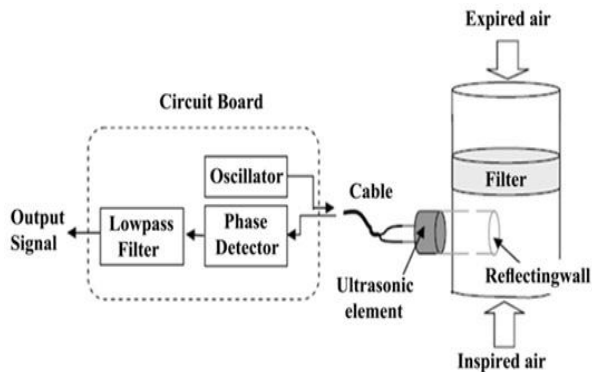 Expired air
Circuit Board
Oscillator
Cable
Filter
Output
Signal
Lowpass
Filter
Phase
Detector
Ultrasonic
element
Reflectingwall
Inspired air